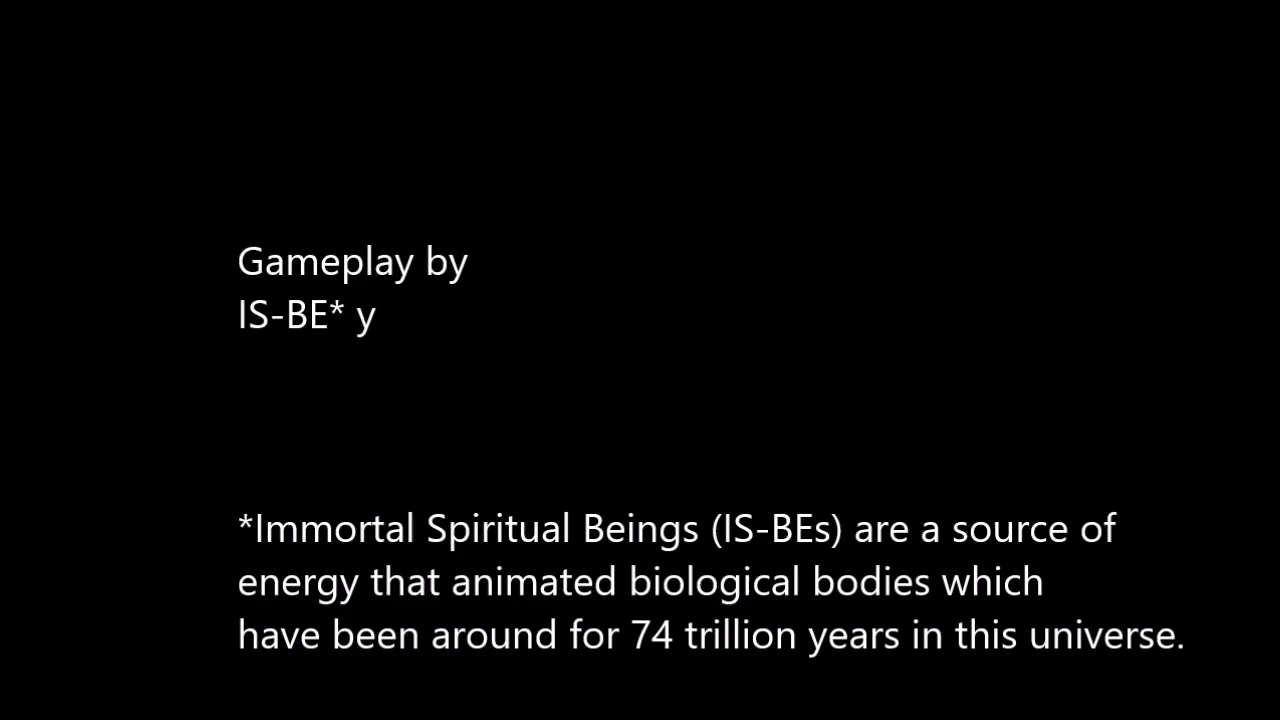 Gameplay by
IS-BE* y
*Immortal Spiritual Beings (IS-BEs) are a source of
energy that animated biological bodies which
have been around for 74 trillion years in this universe.